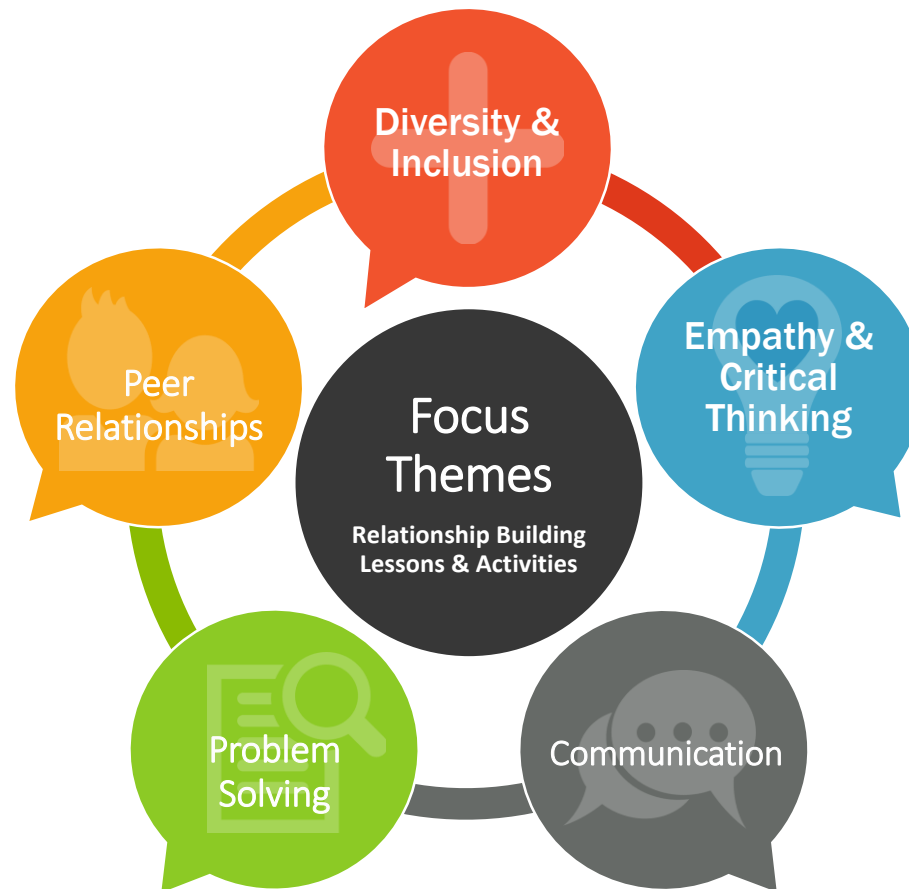 Diversity &
Inclusion
Empathy &
Critical
Thinking
Communication
Problem
Solving
Peer
Relationships
Focus
Themes
Relationship Building
Lessons & Activities